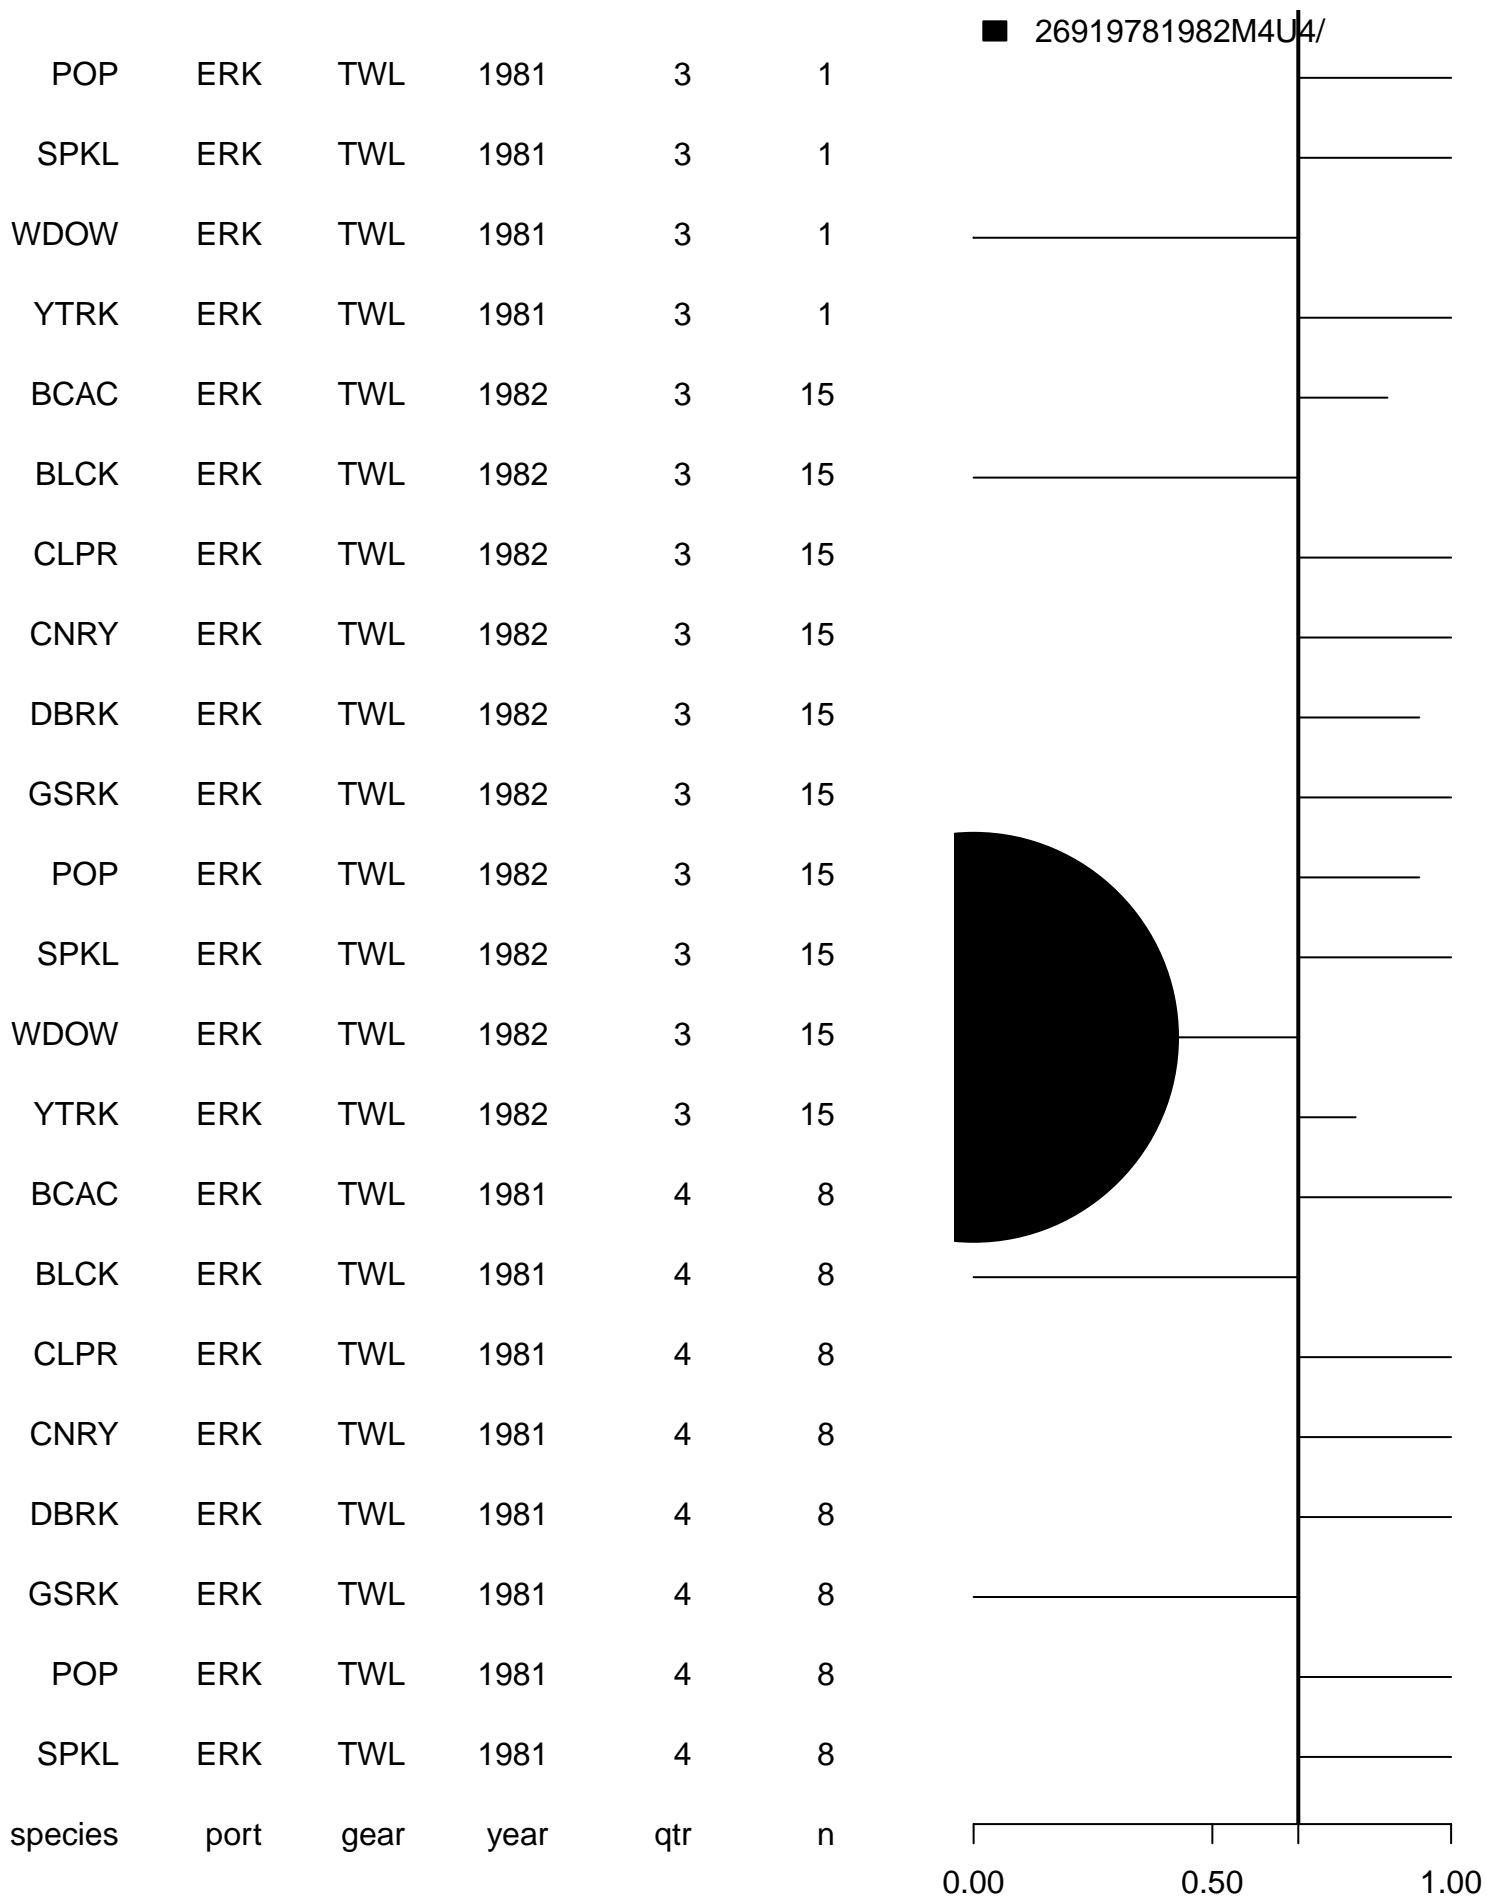 26919781982M4U4/
POP ERK TWL 1981 3 1
SPKL ERK TWL 1981 3 1
WDOW ERK TWL 1981 3 1
YTRK ERK TWL 1981 3 1
BCAC ERK TWL 1982 3 15
BLCK ERK TWL 1982 3 15
CLPR ERK TWL 1982 3 15
CNRY ERK TWL 1982 3 15
DBRK ERK TWL 1982 3 15
GSRK ERK TWL 1982 3 15
POP ERK TWL 1982 3 15
SPKL ERK TWL 1982 3 15
WDOW ERK TWL 1982 3 15
YTRK ERK TWL 1982 3 15
BCAC ERK TWL 1981 4 8
BLCK ERK TWL 1981 4 8
CLPR ERK TWL 1981 4 8
CNRY ERK TWL 1981 4 8
DBRK ERK TWL 1981 4 8
GSRK ERK TWL 1981 4 8
POP ERK TWL 1981 4 8
SPKL ERK TWL 1981 4 8
species port gear year qtr n
0.00 0.50 1.00